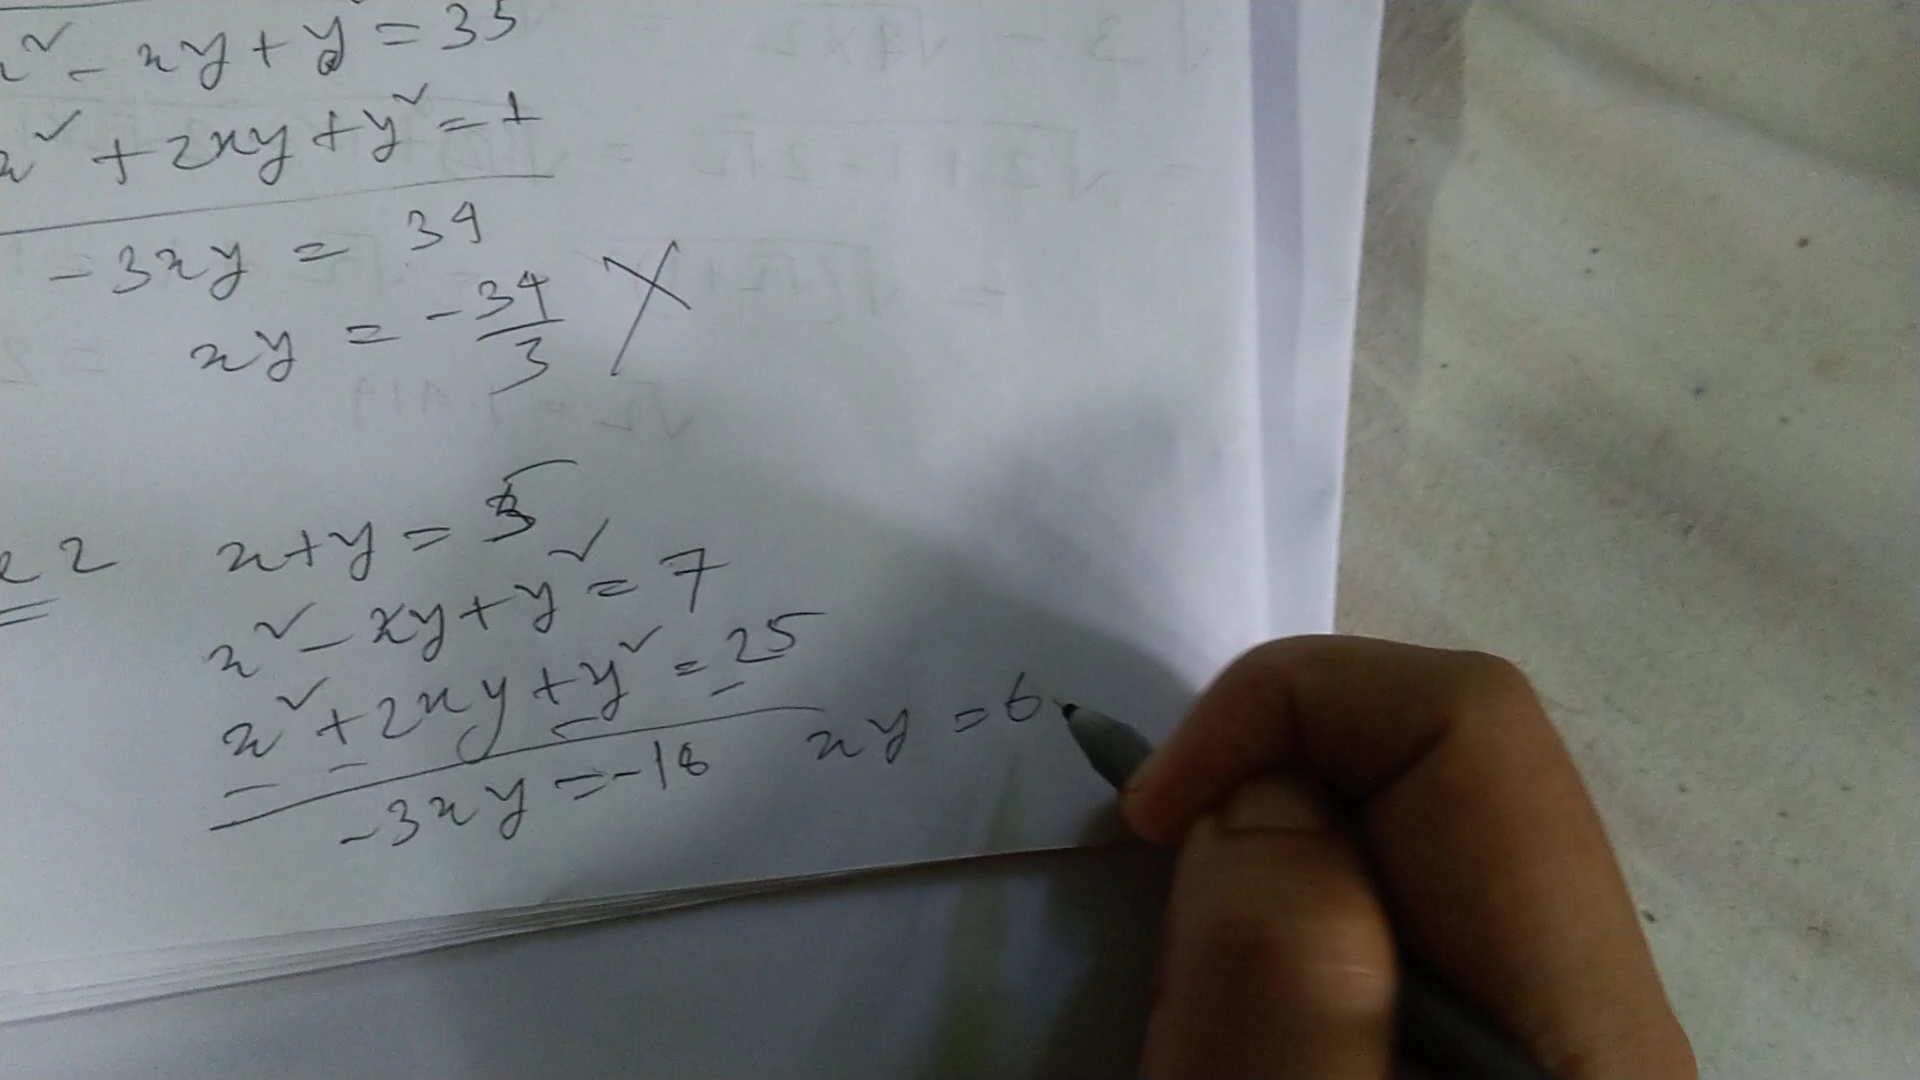 x² - xy + y² = 35
x² + 2xy + y² = 1
-3xy = 34
xy = -34/3 X
2 x+y = 5
x² - xy + y² = 7
x² + 2xy + y² = 25
-3xy = -18 xy = 6